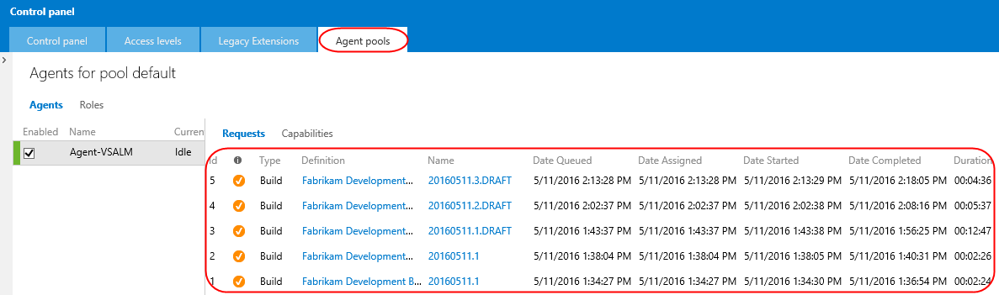 Control panel
Control panel Access levels Legacy Extensions Agent pools
Agents for pool default
Agents Roles
Enabled Name Curren
Agent-VSALM Idle
Requests Capabilities
Id Type Definition Name Date Queued Date Assigned Date Started Date Completed Duration
5 Build Fabrikam Development... 20160511.3.DRAFT 5/11/2016 2:13:28 PM 5/11/2016 2:13:28 PM 5/11/2016 2:13:29 PM 5/11/2016 2:18:05 PM 00:04:36
4 Build Fabrikam Development... 20160511.2.DRAFT 5/11/2016 2:02:37 PM 5/11/2016 2:02:37 PM 5/11/2016 2:02:38 PM 5/11/2016 2:08:16 PM 00:05:37
3 Build Fabrikam Development... 20160511.1.DRAFT 5/11/2016 1:43:37 PM 5/11/2016 1:43:37 PM 5/11/2016 1:43:38 PM 5/11/2016 1:56:25 PM 00:12:47
2 Build Fabrikam Development... 20160511.1 5/11/2016 1:38:04 PM 5/11/2016 1:38:04 PM 5/11/2016 1:38:05 PM 5/11/2016 1:40:31 PM 00:02:26
1 Build Fabrikam Development B... 20160511.1 5/11/2016 1:34:27 PM 5/11/2016 1:34:27 PM 5/11/2016 1:34:30 PM 5/11/2016 1:36:54 PM 00:02:24